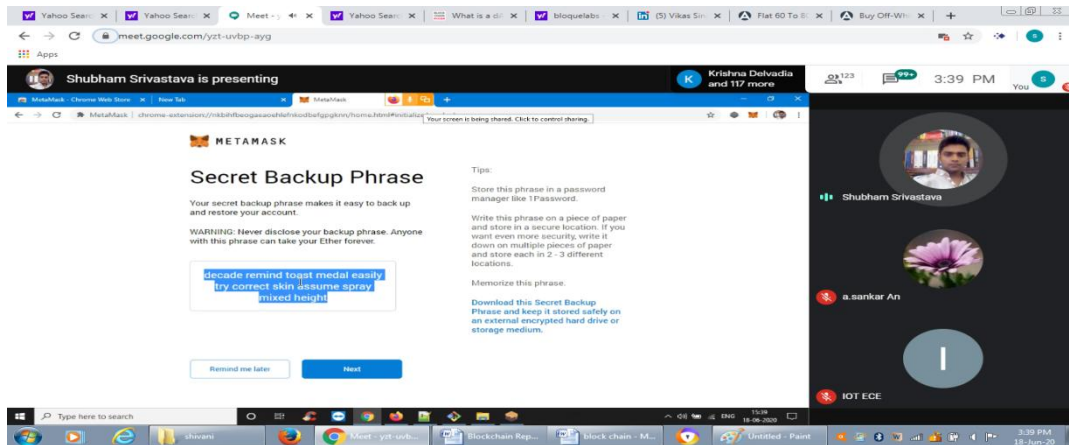 Yahoo Sear
Yahoo Sear
Meet -
Yahoo Sear
What is a di
bloquelabs
(5) Vikas Sin
Flat 60 To 8
Buy Off-Whi
meet.google.com/yzt-uvbp-ayg
Apps
Shubham Srivastava is presenting
K
Krishna Delvadia
and 117 more
123
99+
3:39 PM
You
S
MetaMask - Chrome Web Store
New Tab
MetaMask
MetaMask
Your screen is being shared. Click to control sharing.
METAMASK
Secret Backup Phrase
Your secret backup phrase makes it easy to back up
and restore your account.
WARNING: Never disclose your backup phrase. Anyone
with this phrase can take your Ether forever.
decade remind toast medal easily
try correct skin assume spray
mixed height
Remind me later
Next
Tips:
Store this phrase in a password
manager like 1Password.
Write this phrase on a piece of paper
and store in a secure location. If you
want even more security, write it
down on multiple pieces of paper
and store each in 2 - 3 different
locations.
Memorize this phrase.
Download this Secret Backup
Phrase and keep it stored safely on
an external encrypted hard drive or
storage medium.
Shubham Srivastava
a.sankar An
I
IOT ECE
Type here to search
ENG
15:39
18-06-2020
shivani
Meet - yzt-uvb...
Blockchain Rep...
block chain - M...
Untitled - Paint
3:39 PM
18-Jun-20